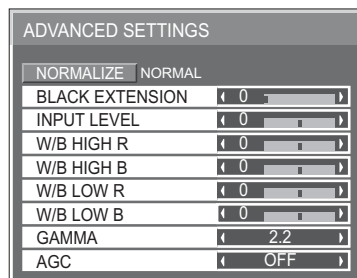 ADVANCED SETTINGS
NORMALIZE NORMAL
BLACK EXTENSION 0
INPUT LEVEL 0
W/B HIGH R 0
W/B HIGH B 0
W/B LOW R 0
W/B LOW B 0
GAMMA 2.2
AGC OFF